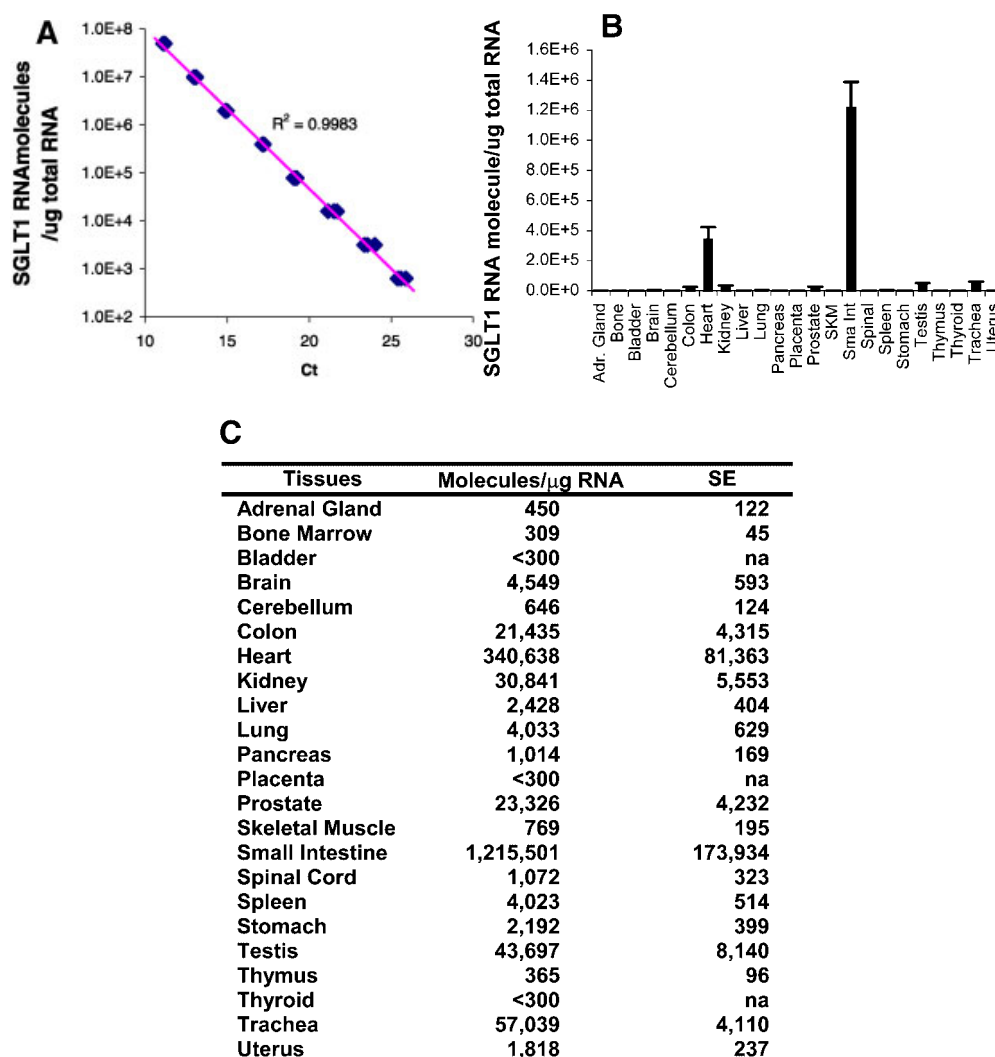 A
SGLT1 RNAmolecules
/ug total RNA
1.0E+8
1.0E+7
1.0E+6
1.0E+5
1.0E+4
1.0E+3
1.0E+2
R² = 0.9983
10 15 20 25 30
Ct
B
SGLT1 RNA molecule/ug total RNA
1.6E+6
1.4E+6
1.2E+6
1.0E+6
8.0E+5
6.0E+5
4.0E+5
2.0E+5
0.0E+0
Adr. Gland
Bone
Bladder
Brain
Cerebellum
Colon
Heart
Kidney
Liver
Lung
Pancreas
Placenta
Prostate
SKM
Sma Int
Spinal
Spleen
Stomach
Testis
Thymus
Thyroid
Trachea
Uterus
C
Tissues Molecules/μg RNA SE
Adrenal Gland 450 122
Bone Marrow 309 45
Bladder <300 na
Brain 4,549 593
Cerebellum 646 124
Colon 21,435 4,315
Heart 340,638 81,363
Kidney 30,841 5,553
Liver 2,428 404
Lung 4,033 629
Pancreas 1,014 169
Placenta <300 na
Prostate 23,326 4,232
Skeletal Muscle 769 195
Small Intestine 1,215,501 173,934
Spinal Cord 1,072 323
Spleen 4,023 514
Stomach 2,192 399
Testis 43,697 8,140
Thymus 365 96
Thyroid <300 na
Trachea 57,039 4,110
Uterus 1,818 237